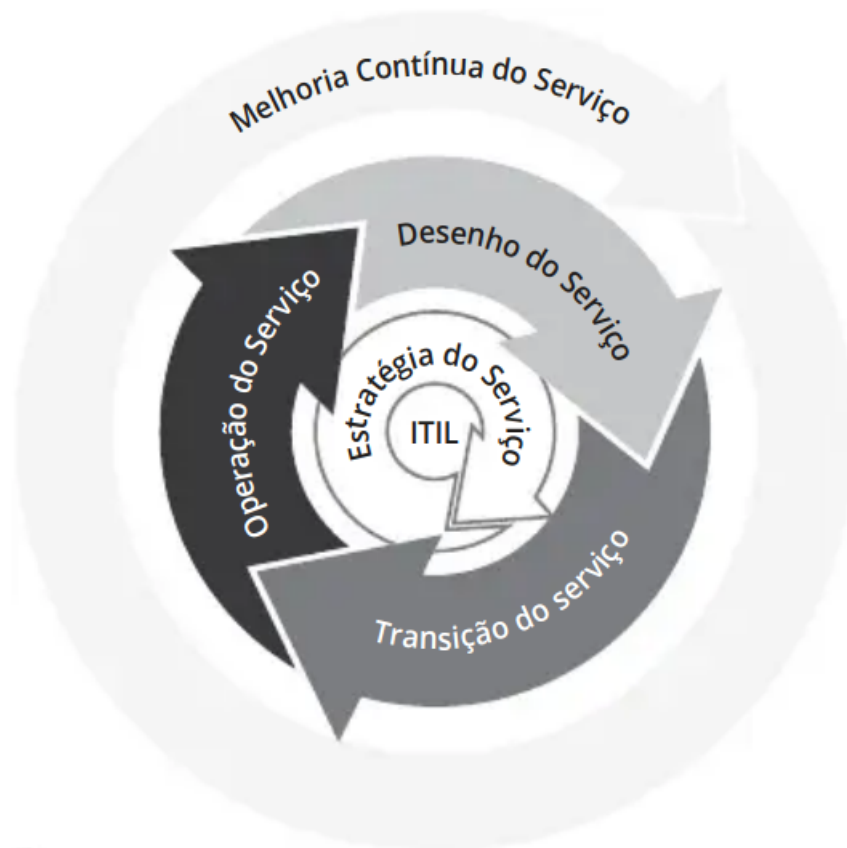 Melhoria Contínua do Serviço
Desenho do Serviço
Operação do Serviço
Estratégia do Serviço
ITIL
Transição do serviço